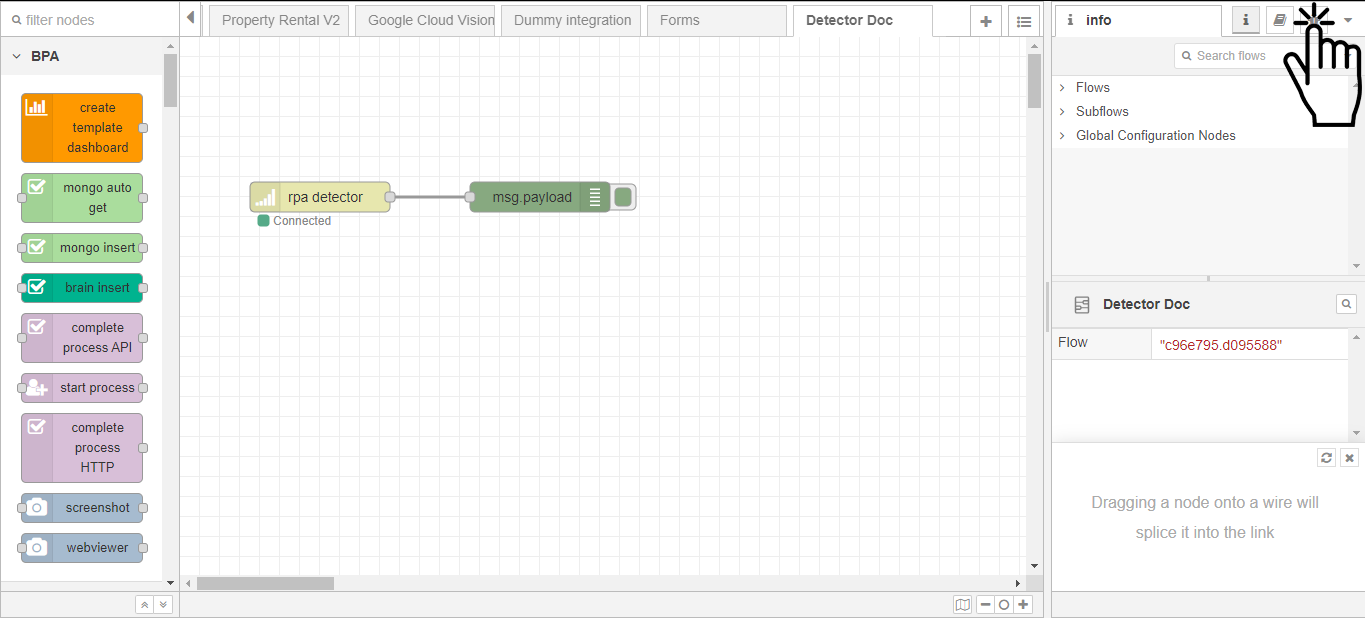 filter nodes
Property Rental V2
Google Cloud Vision
Dummy integration
Forms
Detector Doc
info
BPA
Search flows
create
template
dashboard
Flows
Subflows
Global Configuration Nodes
mongo auto
get
rpa detector
msg.payload
Connected
mongo insert
brain insert
Detector Doc
complete
process API
Flow
"c96e795.d095588"
start process
complete
process
HTTP
screenshot
Dragging a node onto a wire will
splice it into the link
webviewer